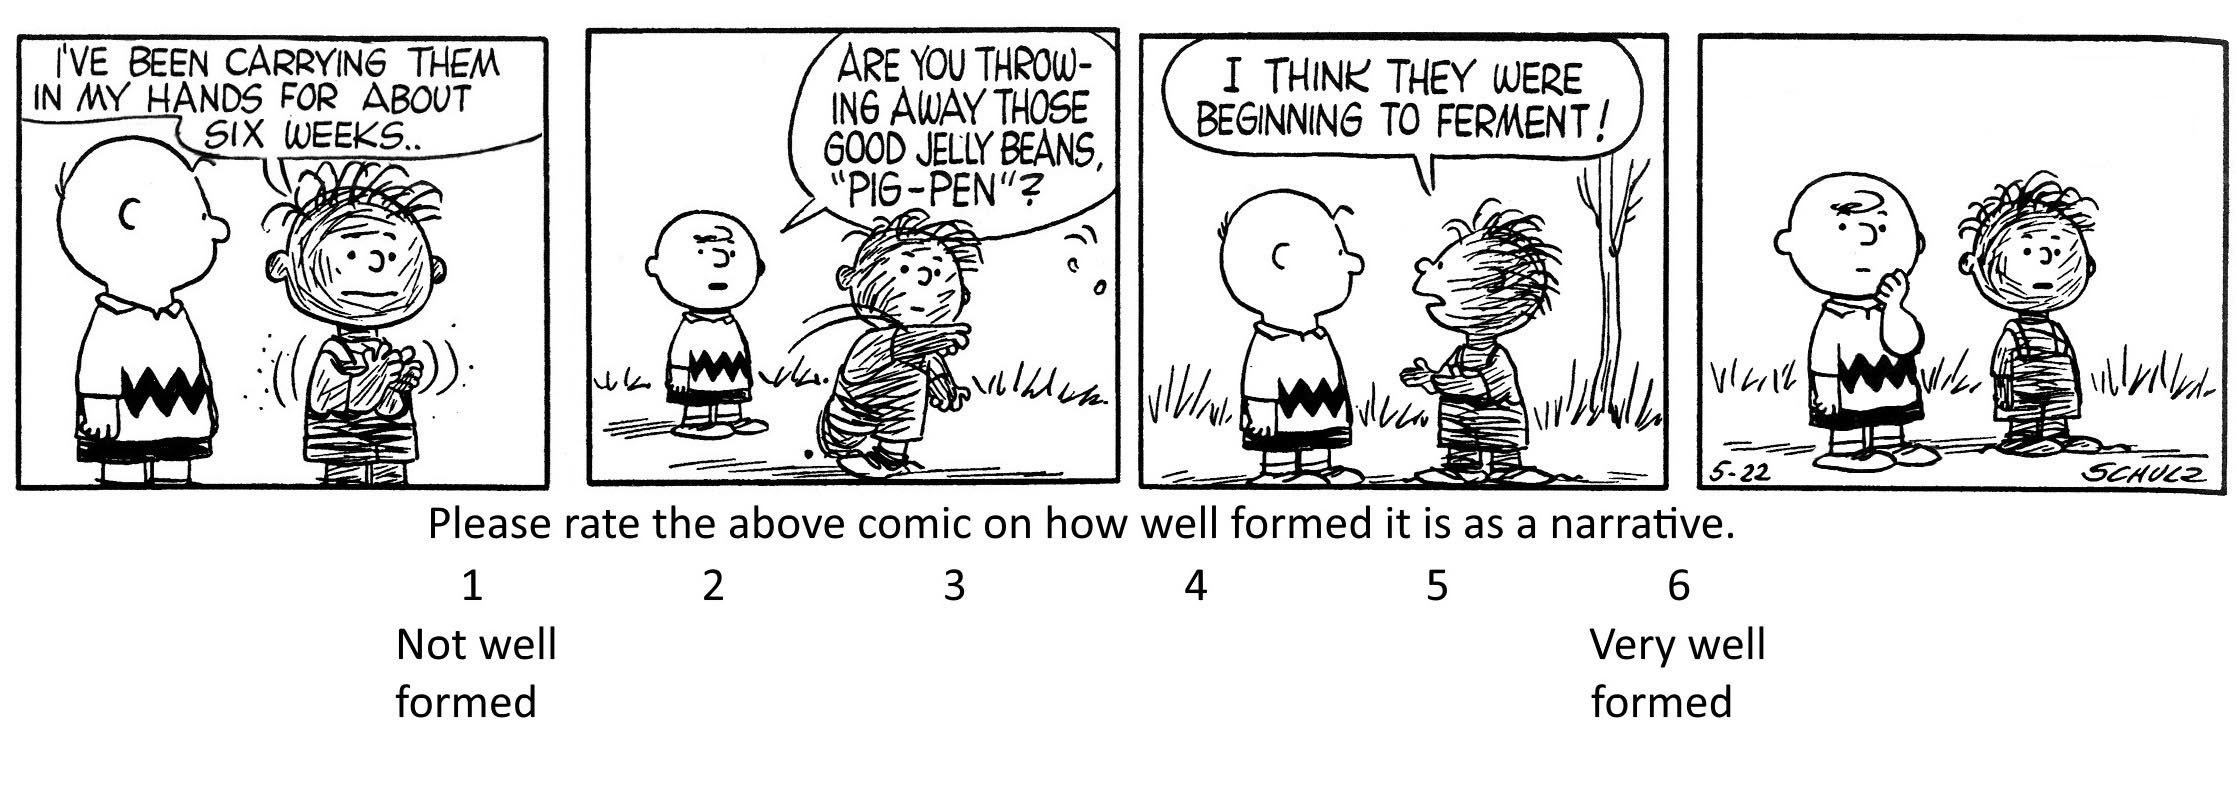 I'VE BEEN CARRYING THEM
IN MY HANDS FOR ABOUT
SIX WEEKS..
ARE YOU THROW-
ING AWAY THOSE
GOOD JELLY BEANS,
"PIG-PEN"?
I THINK THEY WERE
BEGINNING TO FERMENT!
5-22
SCHULZ
Please rate the above comic on how well formed it is as a narrative.
1 2 3 4 5 6
Not well
formed
Very well
formed